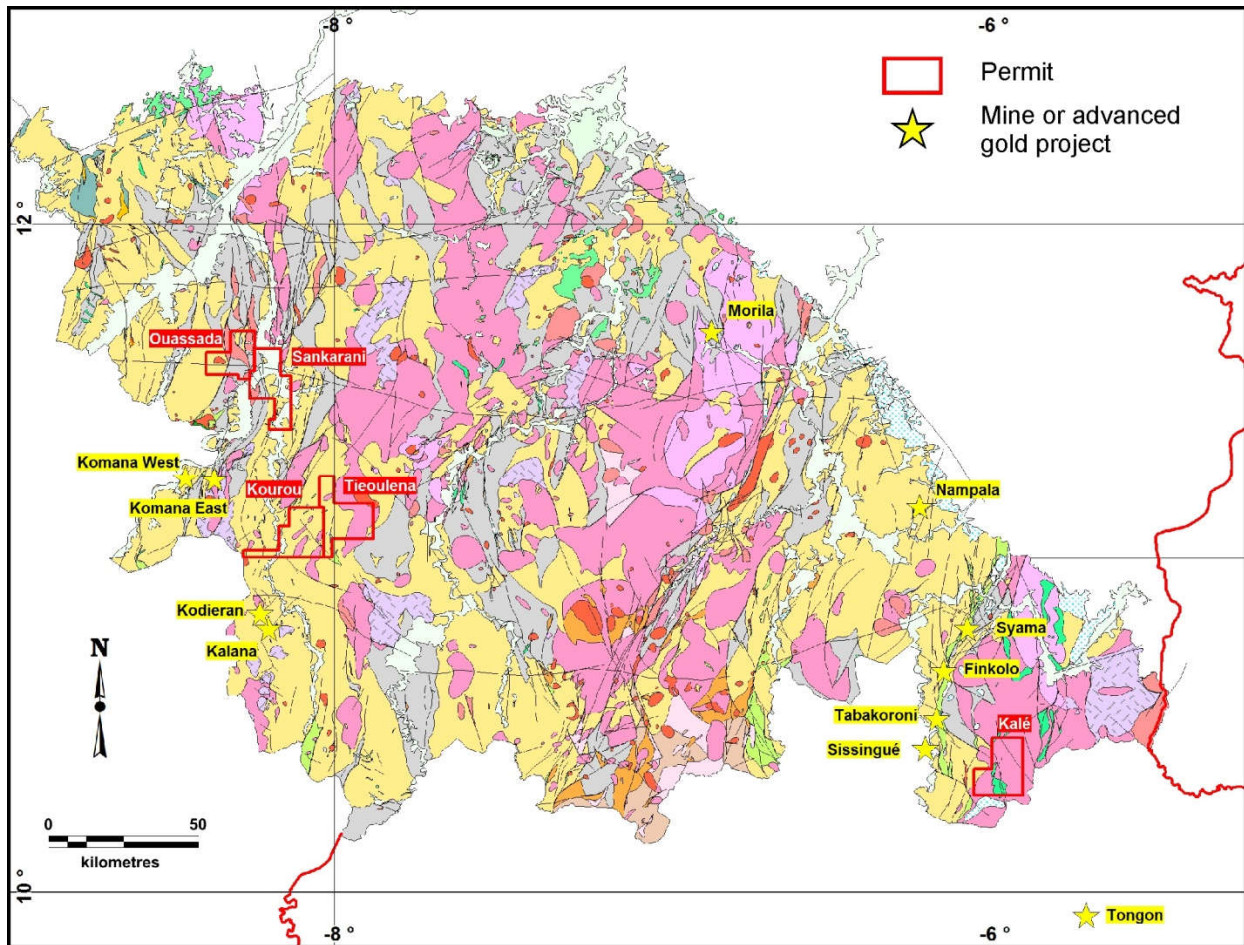 -8 °
-6 °
Permit
Mine or advanced
gold project
12 °
Morila
Ouassada
Sankarani
Komana West
Kourou
Tieoulena
Komana East
Nampala
Kodieran
Kalana
Syama
Finkolo
N
Tabakoroni
Kalé
Sissingué
0 50
kilometres
10 °
Tongon
-8 °
-6 °